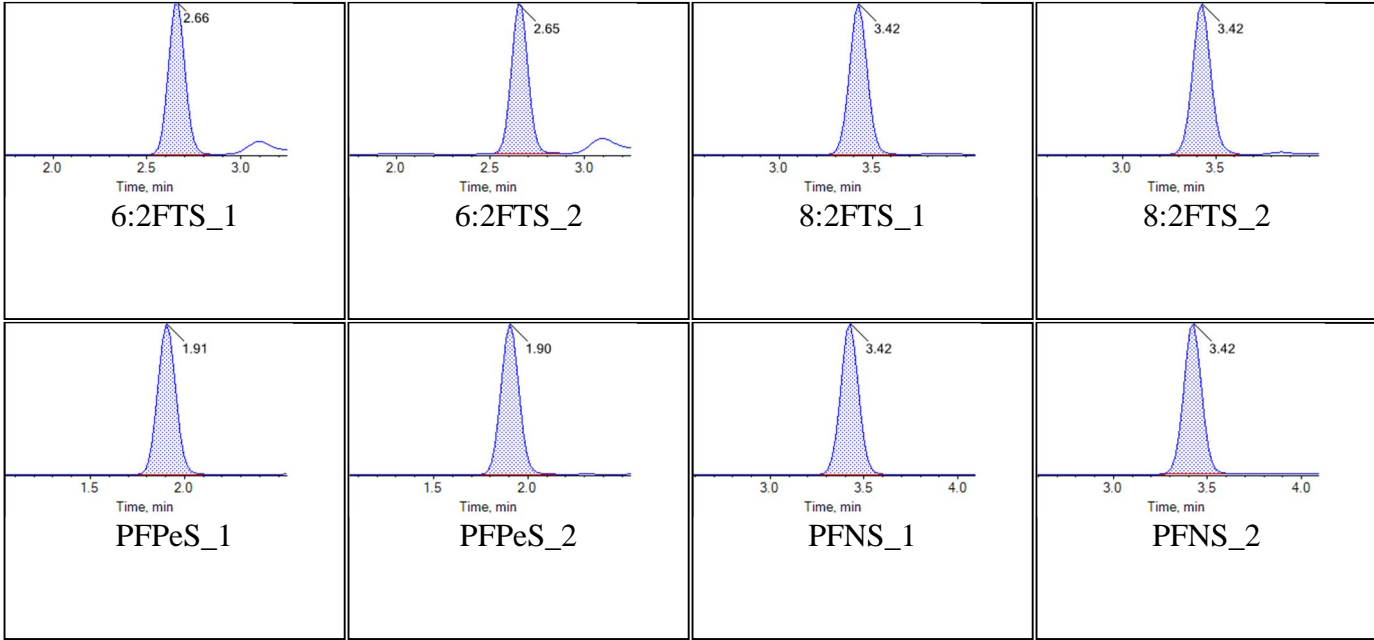 2.66
2.0 2.5 3.0
Time, min
6:2FTS_1
2.65
2.0 2.5 3.0
Time, min
6:2FTS_2
3.42
3.0 3.5
Time, min
8:2FTS_1
3.42
3.0 3.5
Time, min
8:2FTS_2
1.91
1.5 2.0
Time, min
PFPeS_1
1.90
1.5 2.0
Time, min
PFPeS_2
3.42
3.0 3.5 4.0
Time, min
PFNS_1
3.42
3.0 3.5 4.0
Time, min
PFNS_2